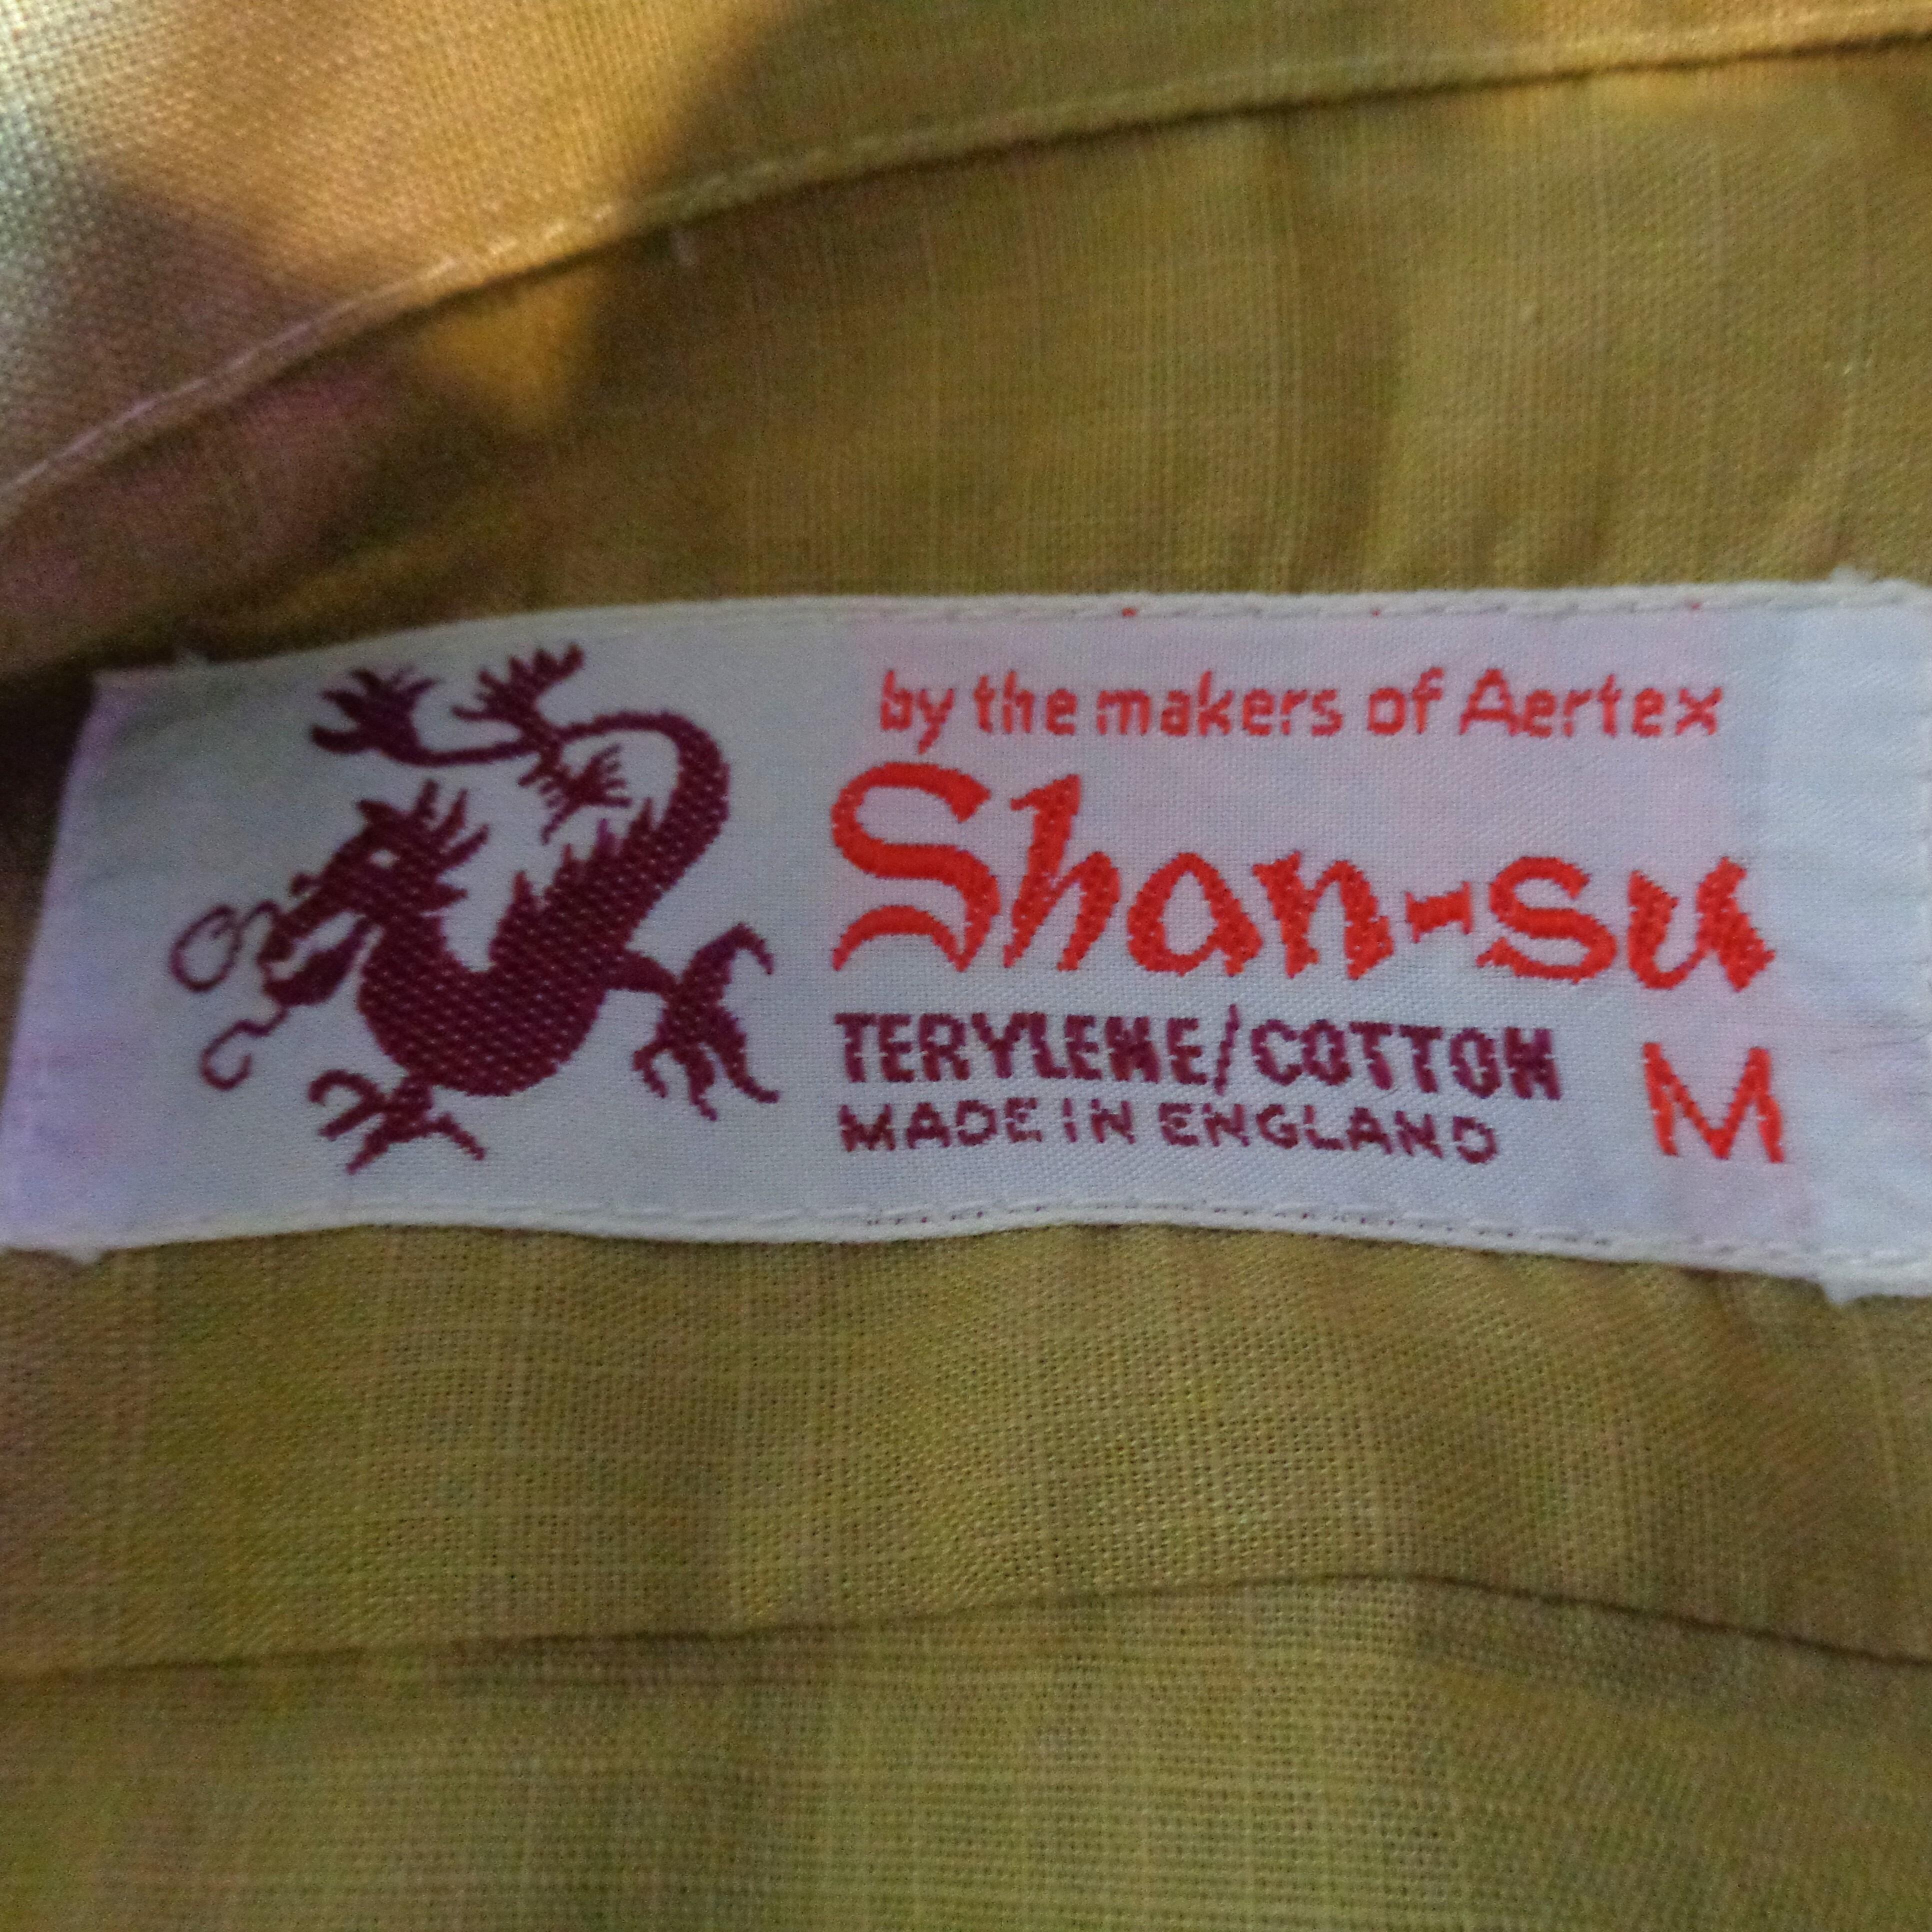 by the makers of Aertex
Shan-su
TERYLENE/COTTON
MADE IN ENGLAND
M